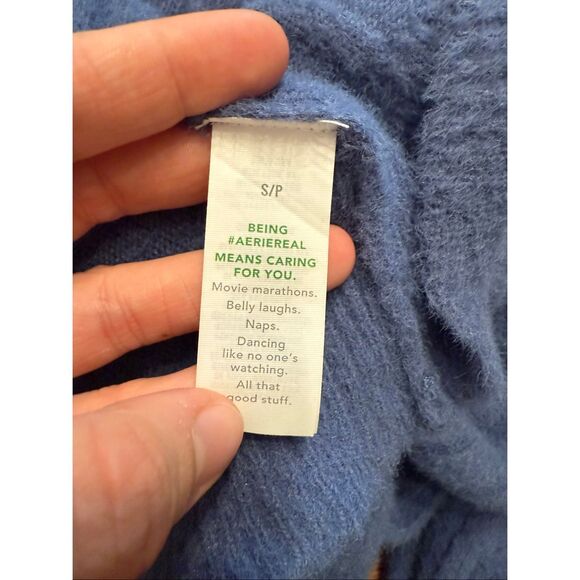 S/P
BEING
#AERIEREAL
MEANS CARING
FOR YOU.
Movie marathons.
Belly laughs.
Naps.
Dancing
like no one's
watching.
All that
good stuff.